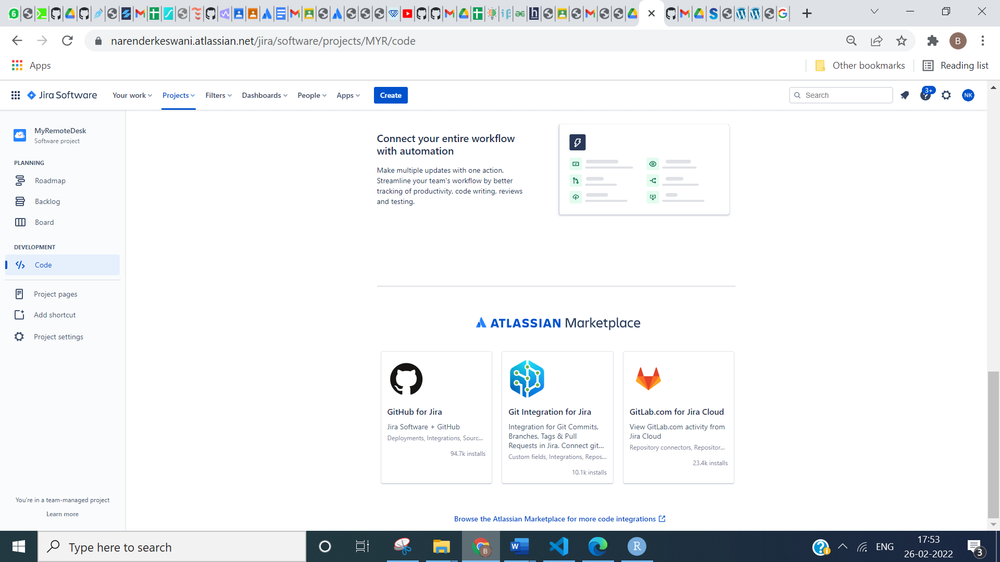 narenderkeswani.atlassian.net/jira/software/projects/MYR/code
B
Apps
Other bookmarks
Reading list
Jira Software
Your work
Projects
Filters
Dashboards
People
Apps
Create
Search
3+
NK
MyRemoteDesk
Software project
PLANNING
Roadmap
Backlog
Board
DEVELOPMENT
Code
Project pages
Add shortcut
Project settings
You're in a team-managed project
Learn more
Connect your entire workflow
with automation
Make multiple updates with one action.
Streamline your team's workflow by better
tracking of productivity, code writing, reviews
and testing.
ATLASSIAN Marketplace
GitHub for Jira
Jira Software + GitHub
Deployments, Integrations, Sourc...
94.7k installs
Git Integration for Jira
Integration for Git Commits,
Branches, Tags & Pull
Requests in Jira. Connect git...
Custom fields, Integrations, Repos...
10.1k installs
GitLab.com for Jira Cloud
View GitLab.com activity from
Jira Cloud
Repository connectors, Repositor...
23.4k installs
Browse the Atlassian Marketplace for more code integrations
Type here to search
ENG
17:53
26-02-2022
3